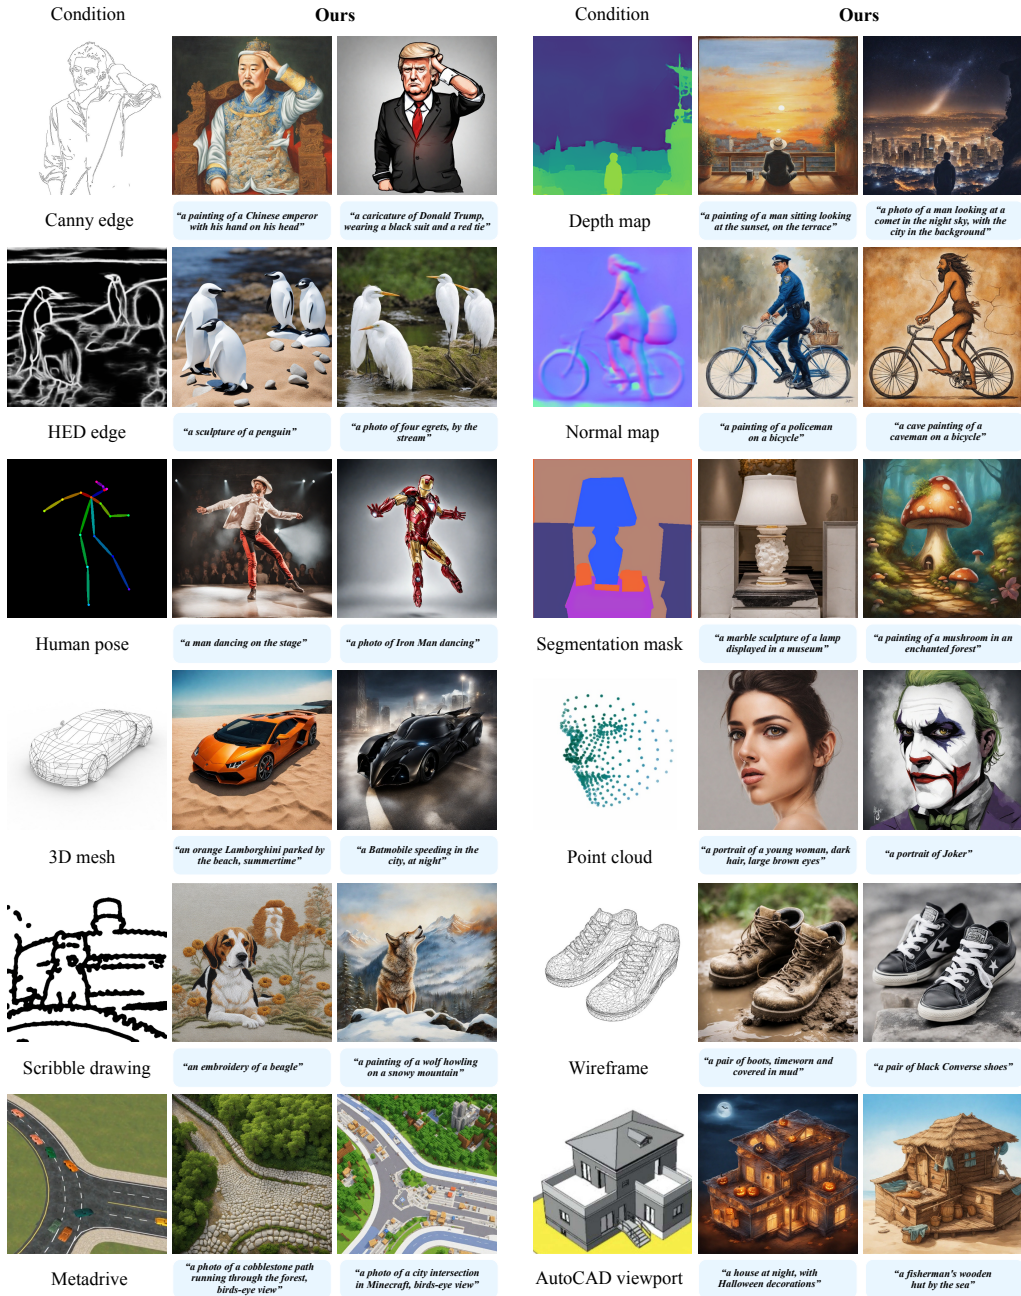 Condition
Ours
Condition
Ours
Canny edge
“a painting of a Chinese emperor
with his hand on his head”
“a caricature of Donald Trump,
wearing a black suit and a red tie”
Depth map
“a painting of a man sitting looking
at the sunset, on the terrace”
“a photo of a man looking at a
comet in the night sky, with the
city in the background”
HED edge
“a sculpture of a penguin”
“a photo of four egrets, by the
stream”
Normal map
“a painting of a policeman
on a bicycle”
“a cave painting of a
caveman on a bicycle”
Human pose
“a man dancing on the stage”
“a photo of Iron Man dancing”
Segmentation mask
“a marble sculpture of a lamp
displayed in a museum”
“a painting of a mushroom in an
enchanted forest”
3D mesh
“an orange Lamborghini parked by
the beach, summertime”
“a Batmobile speeding in the
city, at night”
Point cloud
“a portrait of a young woman, dark
hair, large brown eyes”
“a portrait of Joker”
Scribble drawing
“an embroidery of a beagle”
“a painting of a wolf howling
on a snowy mountain”
Wireframe
“a pair of boots, timeworn and
covered in mud”
“a pair of black Converse shoes”
Metadrive
“a photo of a cobblestone path
running through the forest,
birds-eye view”
“a photo of a city intersection
in Minecraft, birds-eye view”
AutoCAD viewport
“a house at night, with
Halloween decorations”
“a fisherman's wooden
hut by the sea”